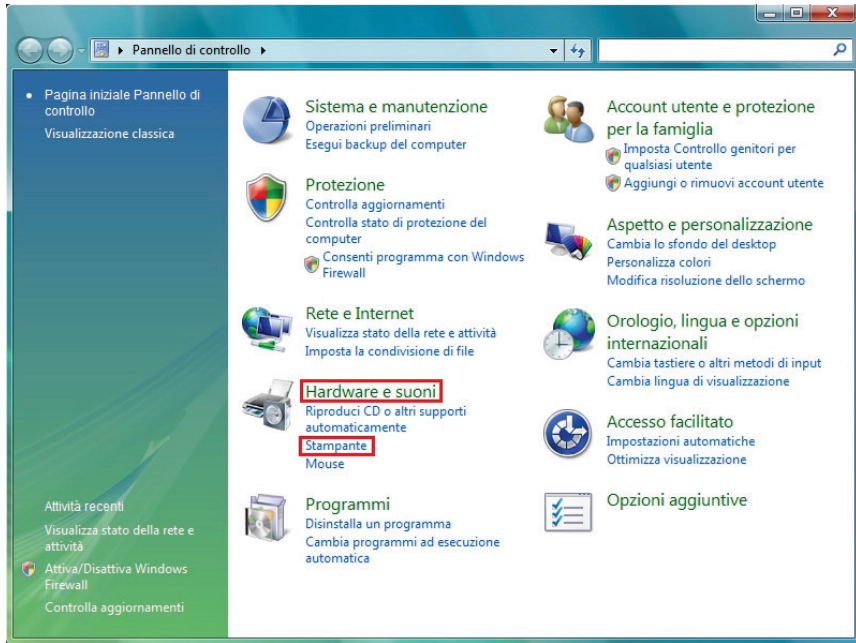 Pannello di controllo
Pagina iniziale Pannello di
controllo
Visualizzazione classica
Attività recenti
Visualizza stato della rete e
attività
Attiva/Disattiva Windows
Firewall
Controlla aggiornamenti
Sistema e manutenzione
Operazioni preliminari
Esegui backup del computer
Protezione
Controlla aggiornamenti
Controlla stato di protezione del
computer
Consenti programma con Windows
Firewall
Rete e Internet
Visualizza stato della rete e attività
Imposta la condivisione di file
Hardware e suoni
Riproduci CD o altri supporti
automaticamente
Stampante
Mouse
Programmi
Disinstalla un programma
Cambia programmi ad esecuzione
automatica
Account utente e protezione
per la famiglia
Imposta Controllo genitori per
qualsiasi utente
Aggiungi o rimuovi account utente
Aspetto e personalizzazione
Cambia lo sfondo del desktop
Personalizza colori
Modifica risoluzione dello schermo
Orologio, lingua e opzioni
internazionali
Cambia tastiere o altri metodi di input
Cambia lingua di visualizzazione
Accesso facilitato
Impostazioni automatiche
Ottimizza visualizzazione
Opzioni aggiuntive